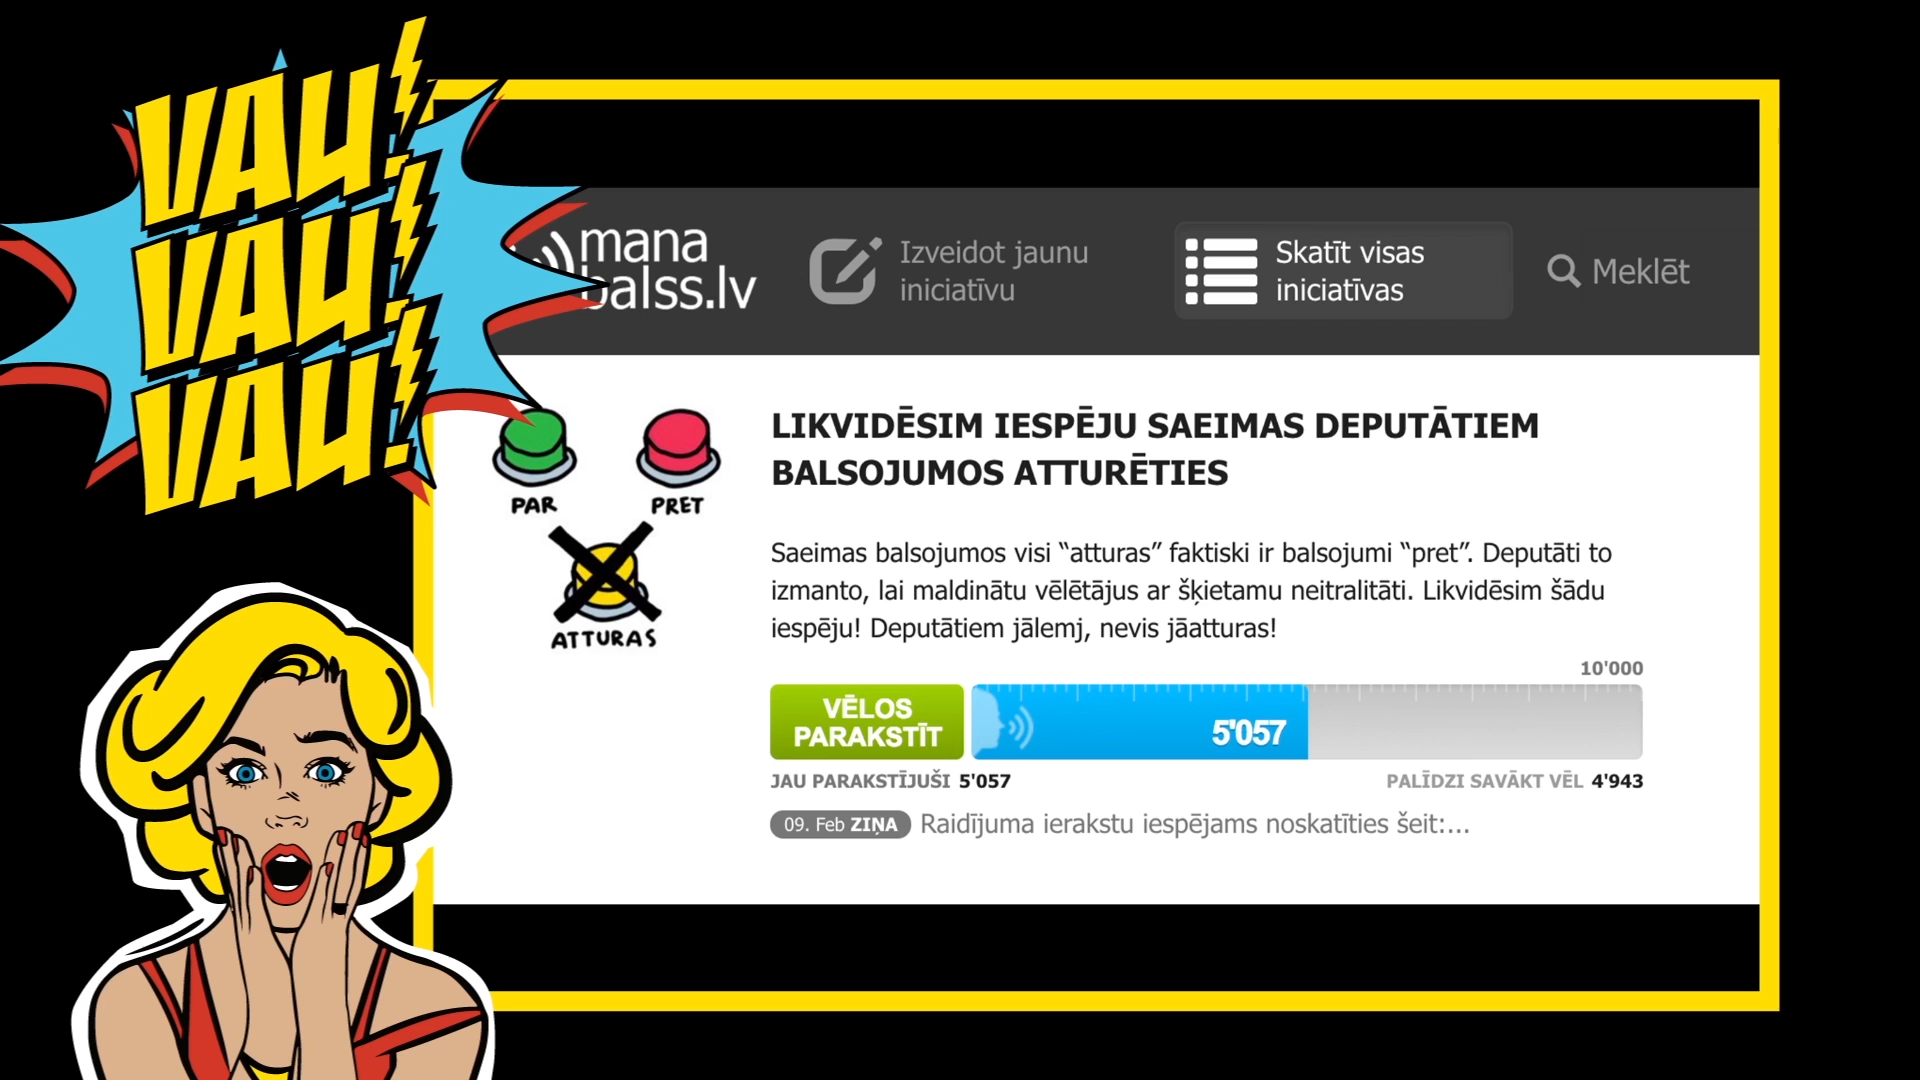 VAU!
VAU!
VAU!
mana
balss.lv
Izveidot jaunu
iniciatīvu
Skatīt visas
iniciatīvas
Meklēt
PAR
PRET
ATTURAS
LIKVIDĒSIM IESPĒJU SAEIMAS DEPUTĀTIEM
BALSOJUMOS ATTURĒTIES
Saeimas balsojumos visi “atturas” faktiski ir balsojumi “pret”. Deputāti to
izmanto, lai maldinātu vēlētājus ar šķietamu neitralitāti. Likvidēsim šādu
iespēju! Deputātiem jālemj, nevis jāatturas!
10'000
VĒLOS
PARAKSTĪT
5'057
JAU PARAKSTĪJUŠI 5'057
PALĪDZI SAVĀKT VĒL 4'943
09. Feb ZIŅA Raidījuma ierakstu iespējams noskatīties šeit:...